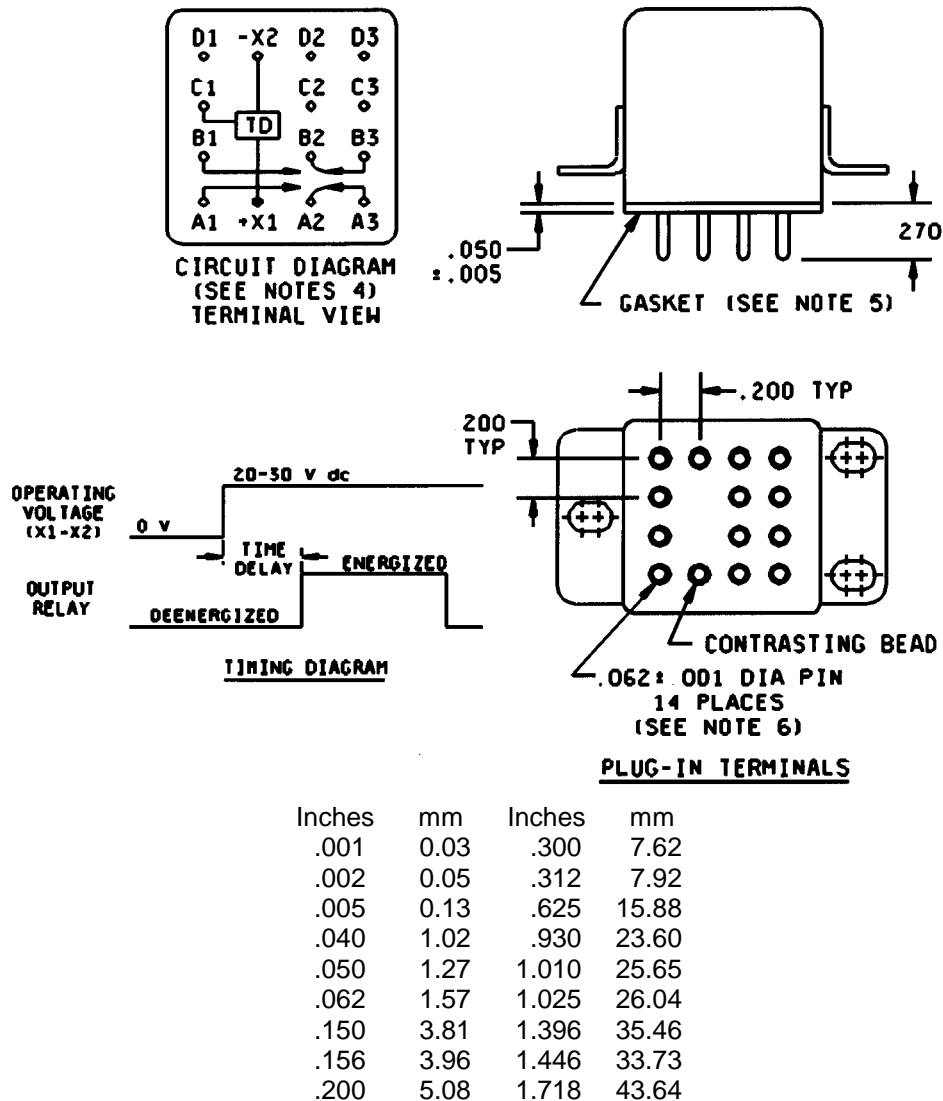 D1 -X2 D2 D3
C1 C2 C3
TD
B1 B2 B3
A1 +X1 A2 A3
CIRCUIT DIAGRAM
(SEE NOTES 4)
TERMINAL VIEW
.050
±.005
270
GASKET (SEE NOTE 5)
OPERATING
VOLTAGE
(X1-X2)
0 V
20-30 V dc
TIME
DELAY
ENERGIZED
OUTPUT
RELAY
DEENERGIZED
TIMING DIAGRAM
.200 TYP
200
TYP
CONTRASTING BEAD
.062± 001 DIA PIN
14 PLACES
(SEE NOTE 6)
PLUG-IN TERMINALS
Inches mm Inches mm
.001 0.03 .300 7.62
.002 0.05 .312 7.92
.005 0.13 .625 15.88
.040 1.02 .930 23.60
.050 1.27 1.010 25.65
.062 1.57 1.025 26.04
.150 3.81 1.396 35.46
.156 3.96 1.446 33.73
.200 5.08 1.718 43.64